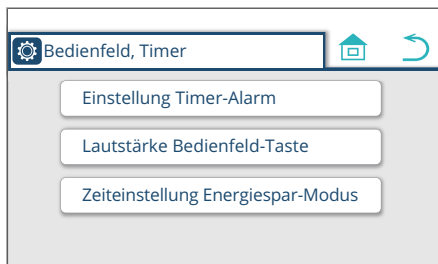 Bedienfeld, Timer
Einstellung Timer-Alarm
Lautstärke Bedienfeld-Taste
Zeiteinstellung Energiespar-Modus